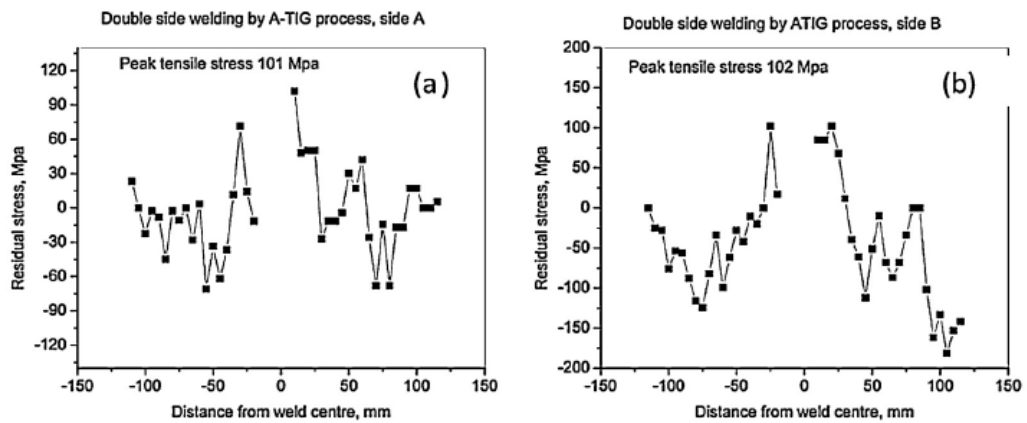 Double side welding by A-TIG process, side A
Peak tensile stress 101 Mpa
(a)
120
90
60
30
0
-30
-60
-90
-120
Residual stress, Mpa
-150 -100 -50 0 50 100 150
Distance from weld centre, mm
Double side welding by ATIG process, side B
Peak tensile stress 102 Mpa
(b)
200
150
100
50
0
-50
-100
-150
-200
Residual stress, Mpa
-150 -100 -50 0 50 100 150
Distance from weld centre, mm